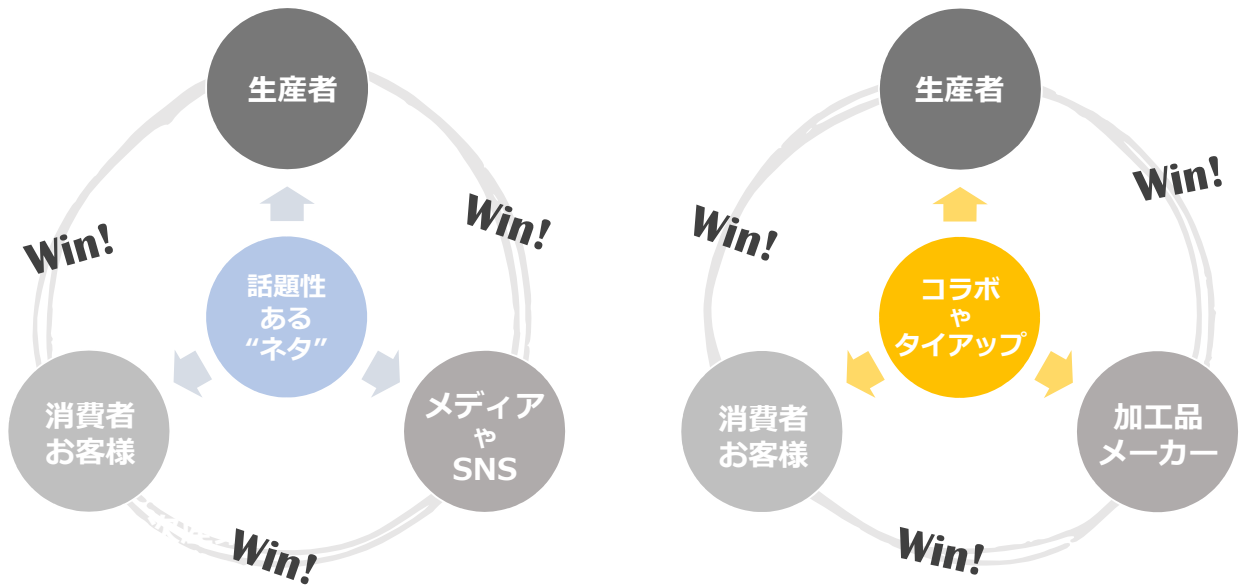 生産者
Win!
Win!
話題性
ある
“ネタ”
消費者
お客様
メディア
や
SNS
Win!
生産者
Win!
Win!
コラボ
や
タイアップ
消費者
お客様
加工品
メーカー
Win!